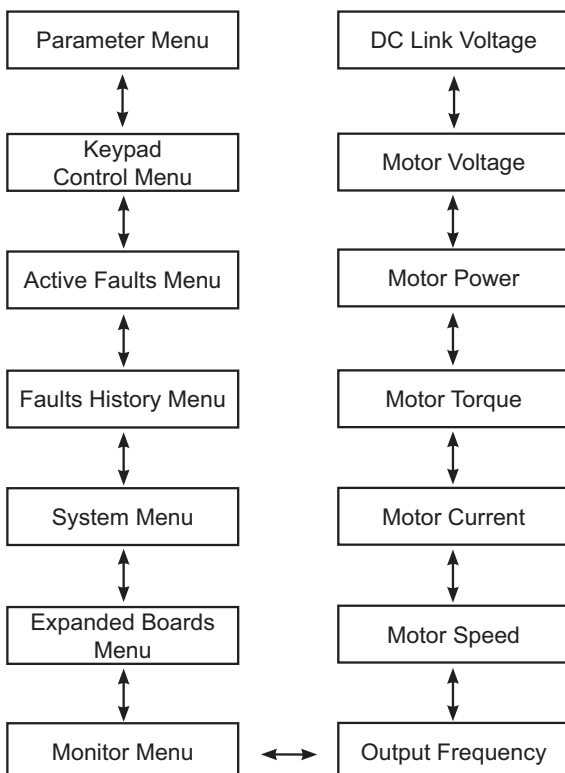 Parameter Menu
Keypad
Control Menu
Active Faults Menu
Faults History Menu
System Menu
Expanded Boards
Menu
Monitor Menu
DC Link Voltage
Motor Voltage
Motor Power
Motor Torque
Motor Current
Motor Speed
Output Frequency